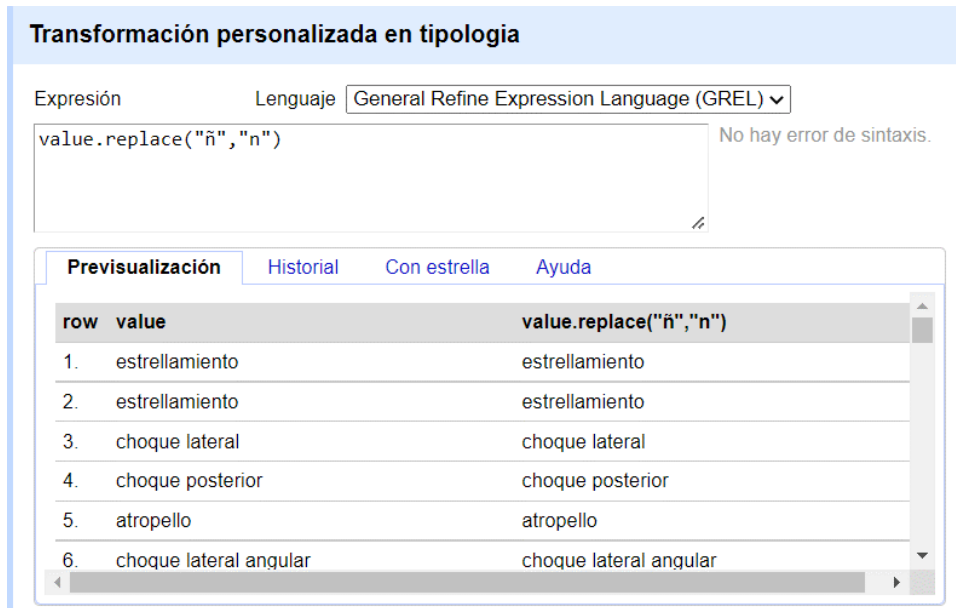 Transformación personalizada en tipologia
Expresión Lenguaje General Refine Expression Language (GREL)
value.replace("ñ","n")
No hay error de sintaxis.
Previsualización Historial Con estrella Ayuda
row value value.replace("ñ","n")
1. estrellamiento estrellamiento
2. estrellamiento estrellamiento
3. choque lateral choque lateral
4. choque posterior choque posterior
5. atropello atropello
6. choque lateral angular choque lateral angular